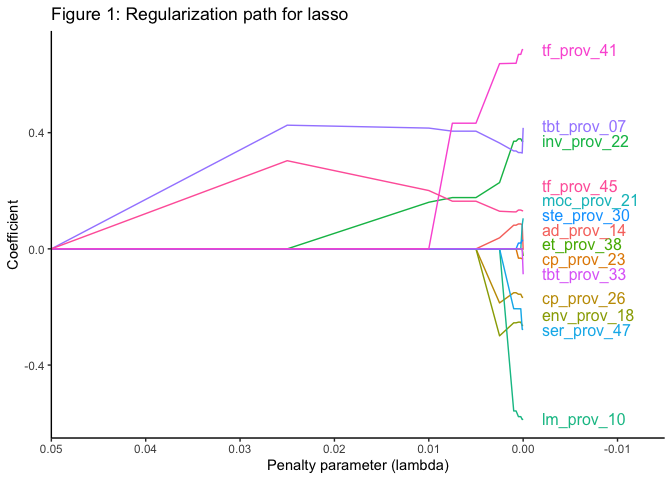 Figure 1: Regularization path for lasso
tf_prov_41
tbt_prov_07
inv_prov_22
tf_prov_45
moc_prov_21
ste_prov_30
ad_prov_14
et_prov_38
cp_prov_23
tbt_prov_33
cp_prov_26
env_prov_18
ser_prov_47
lm_prov_10
Coefficient
0.4
0.0
-0.4
0.05 0.04 0.03 0.02 0.01 0.00 -0.01
Penalty parameter (lambda)